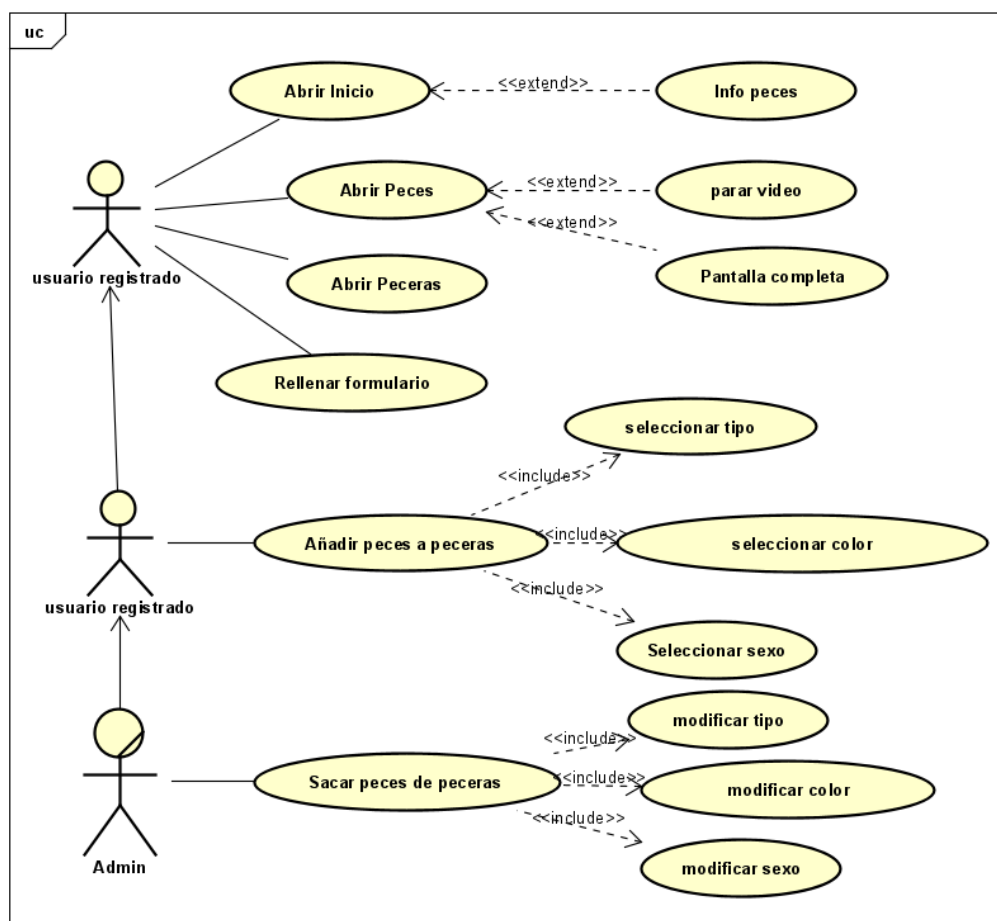 uc
Abrir Inicio
<<extend>>
Info peces
Abrir Peces
<<extend>>
parar video
<<extend>>
Pantalla completa
usuario registrado
Abrir Peceras
Rellenar formulario
seleccionar tipo
<<include>>
Añadir peces a peceras
<<include>>
seleccionar color
<<include>>
usuario registrado
Seleccionar sexo
modificar tipo
<<include>>
Sacar peces de peceras
<<include>>
modificar color
<<include>>
Admin
modificar sexo